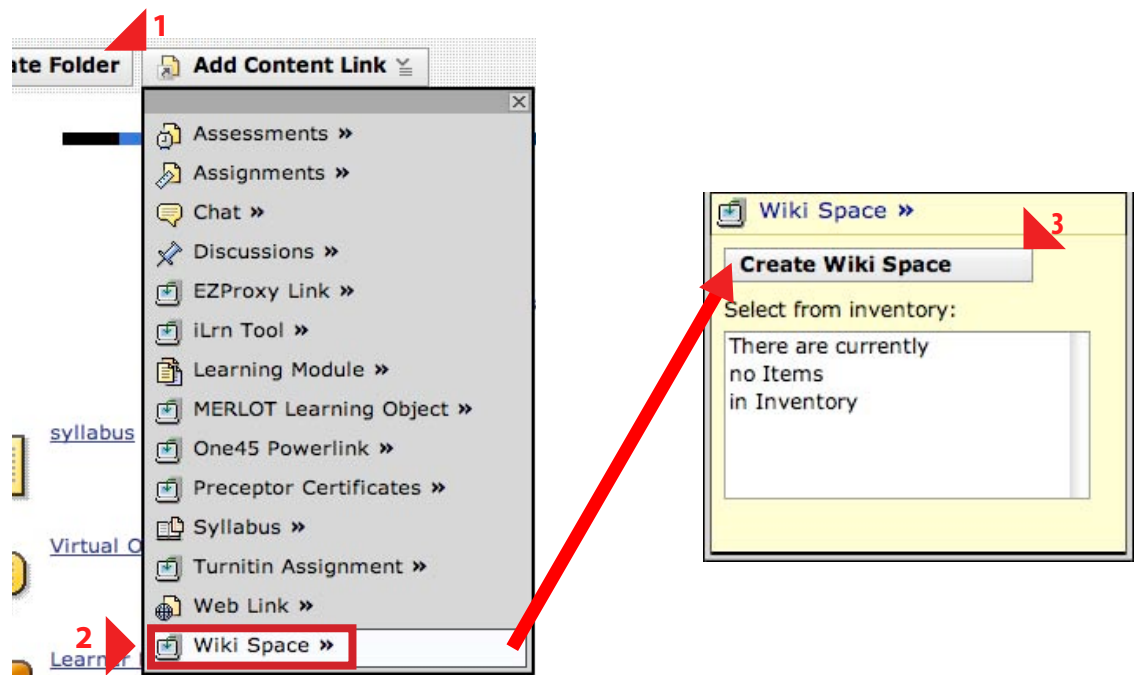 1
ate Folder
Add Content Link
Assessments »
Assignments »
Chat »
Discussions »
EZProxy Link »
iLrn Tool »
Learning Module »
MERLOT Learning Object »
One45 Powerlink »
Preceptor Certificates »
Syllabus »
Turnitin Assignment »
Web Link »
2
Wiki Space »
syllabus
Virtual O
Learner
Wiki Space »
3
Create Wiki Space
Select from inventory:
There are currently
no Items
in Inventory